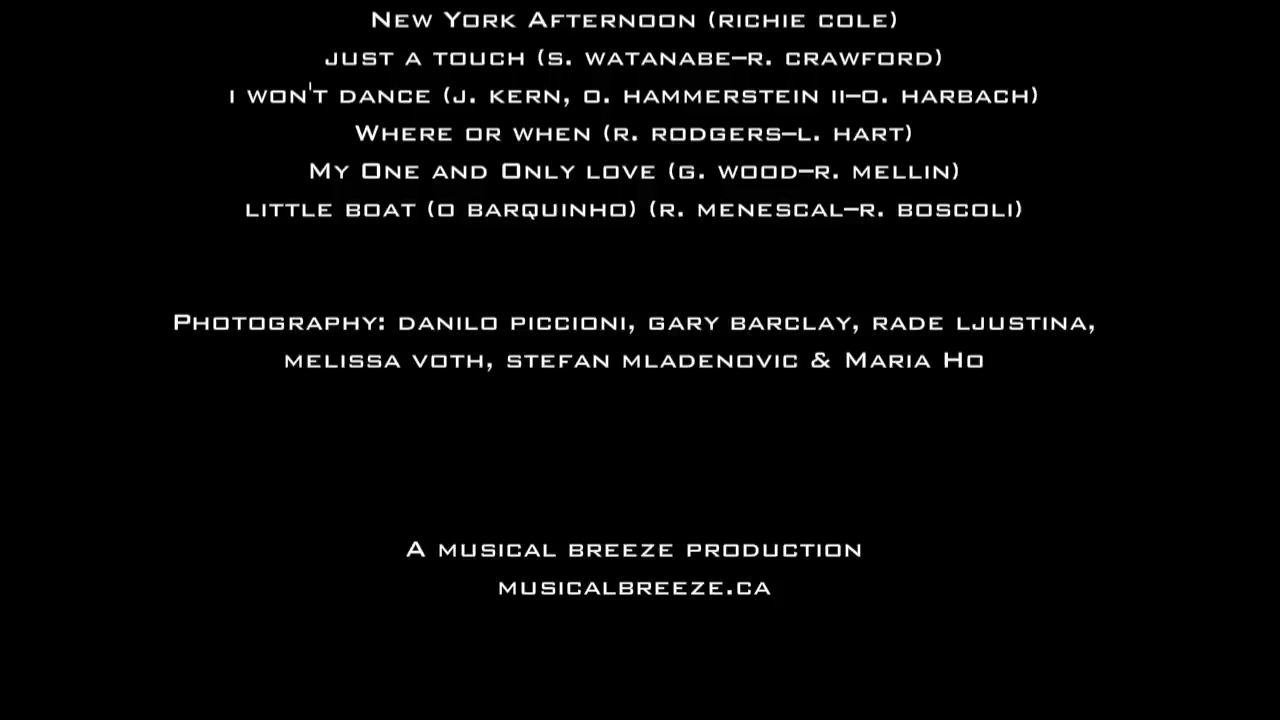 New York Afternoon (richie cole)
just a touch (s. watanabe–r. crawford)
i won't dance (j. kern, o. hammerstein ii–o. harbach)
Where or when (r. rodgers–l. hart)
My One and Only love (g. wood–r. mellin)
little boat (o barquinho) (r. menescal–r. boscoli)
Photography: danilo piccioni, gary barclay, rade ljustina,
melissa voth, stefan mladenovic & Maria Ho
A musical breeze production
musicalbreeze.ca